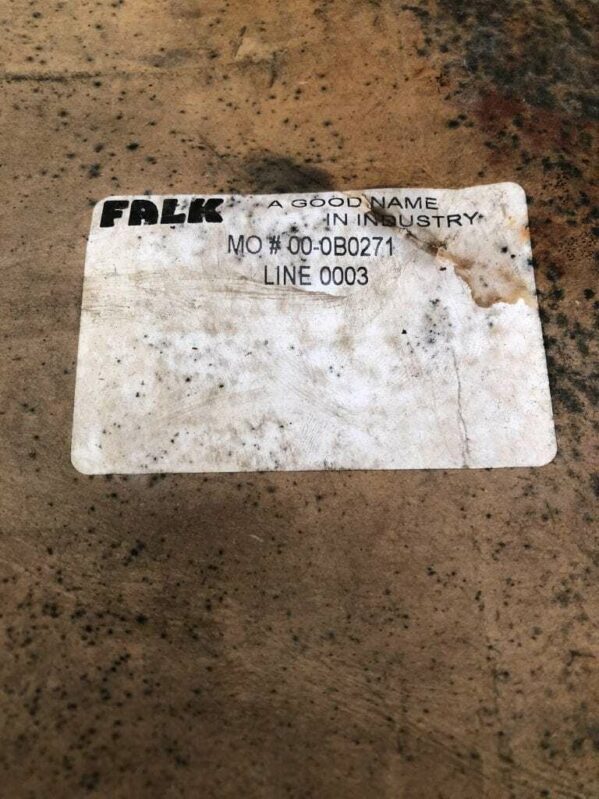 FALK A GOOD NAME
IN INDUSTRY
MO # 00-0B0271
LINE 0003